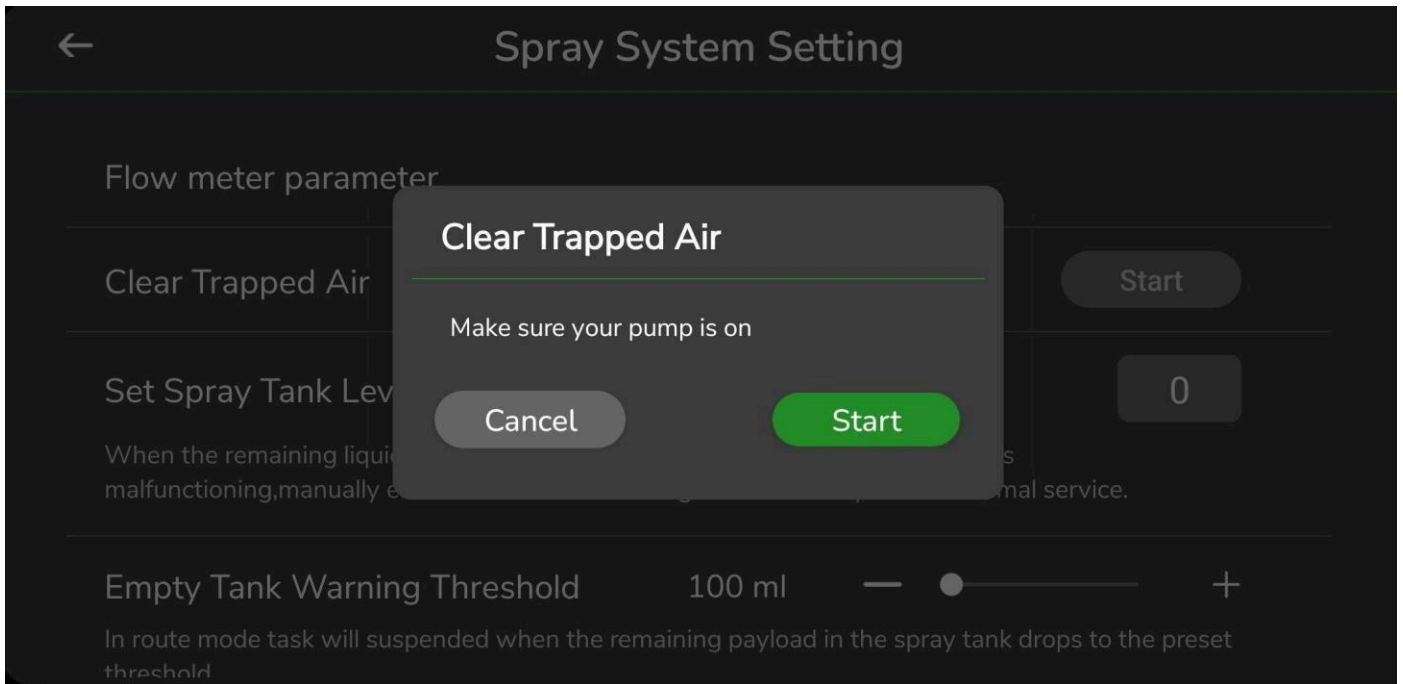 Spray System Setting
Flow meter parameter
Clear Trapped Air
Make sure your pump is on
Cancel Start
Clear Trapped Air Start
Set Spray Tank Lev 0
When the remaining liqui s
malfunctioning,manually e mal service.
Empty Tank Warning Threshold 100 ml
In route mode task will suspended when the remaining payload in the spray tank drops to the preset
threshold